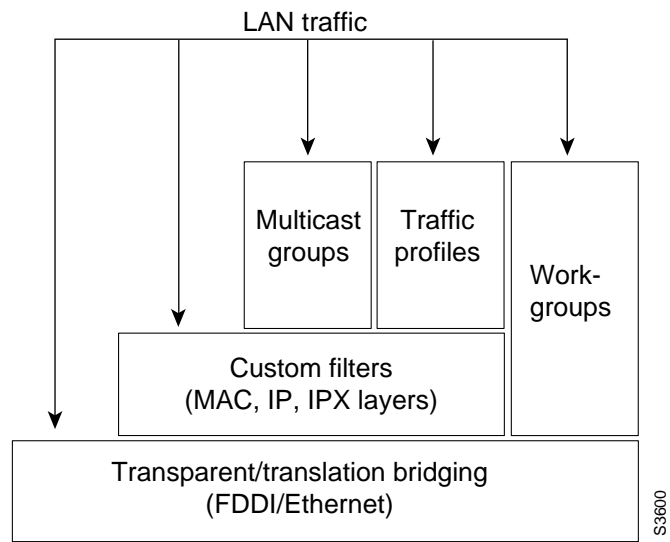 LAN traffic
Multicast
groups
Traffic
profiles
Work-
groups
Custom filters
(MAC, IP, IPX layers)
Transparent/translation bridging
(FDDI/Ethernet)
S3600